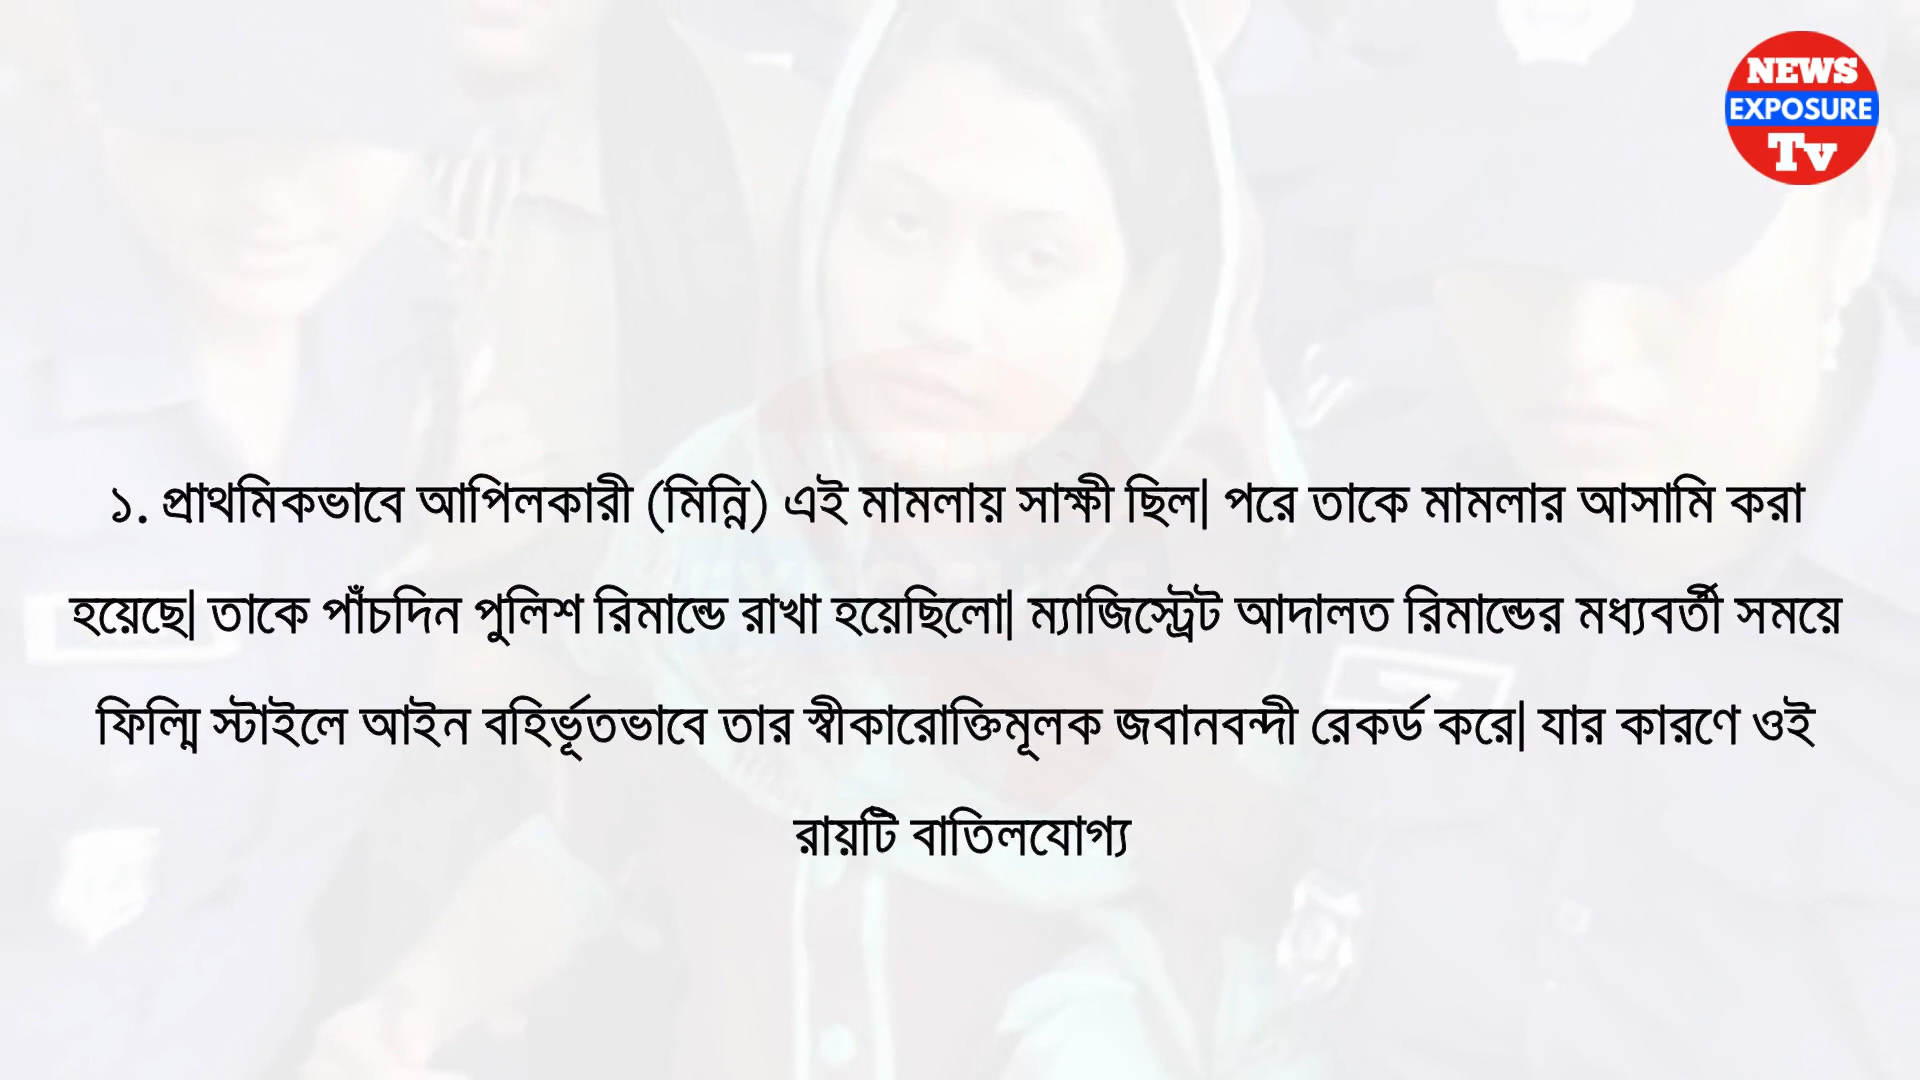 NEWS
EXPOSURE
Tv
১. প্রাথমিকভাবে আপিলকারী (মিন্নি) এই মামলায় সাক্ষী ছিল| পরে তাকে মামলার আসামি করা
হয়েছে| তাকে পাঁচদিন পুলিশ রিমান্ডে রাখা হয়েছিলো| ম্যাজিস্ট্রেট আদালত রিমান্ডের মধ্যবর্তী সময়ে
ফিল্মি স্টাইলে আইন বহির্ভূতভাবে তার স্বীকারোক্তিমূলক জবানবন্দী রেকর্ড করে| যার কারণে ওই
রায়টি বাতিলযোগ্য